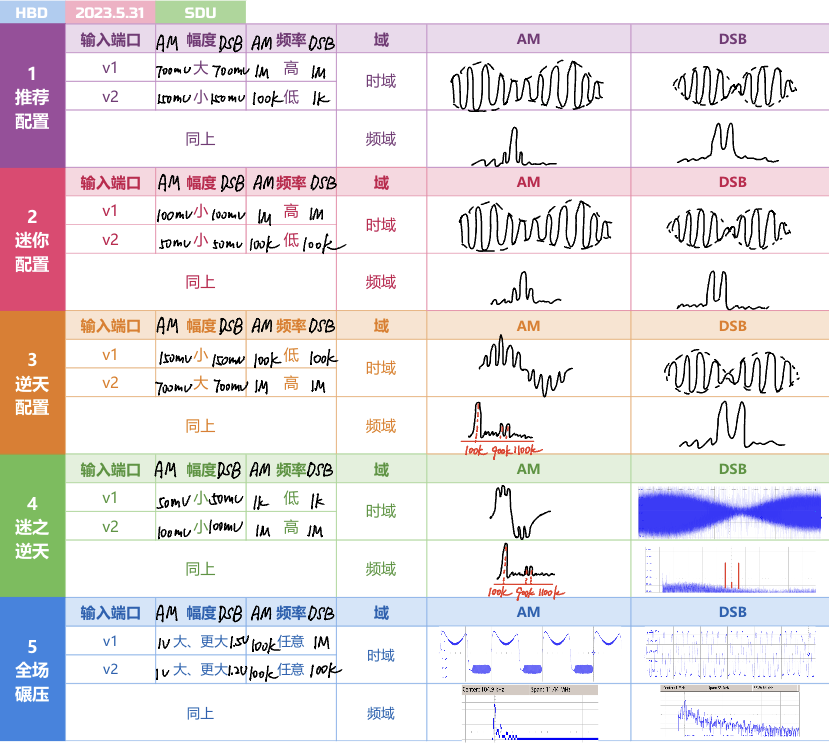 HBD 2023.5.31 SDU
1 推荐配置
输入端口 AM 幅度 DSB AM 频率 DSB 域 AM DSB
v1 700mv 大 700mv 1M 高 1M 时域
v2 150mv 小 150mv 100k 低 1k
同上 频域
2 迷你配置
输入端口 AM 幅度 DSB AM 频率 DSB 域 AM DSB
v1 100mv 小 100mv 1M 高 1M 时域
v2 50mv 小 50mv 100k 低 100k
同上 频域
3 逆天配置
输入端口 AM 幅度 DSB AM 频率 DSB 域 AM DSB
v1 150mv 小 150mv 100k 低 100k 时域
v2 700mv 大 700mv 1M 高 1M
同上 频域
100k 900k 1100k
4 迷之逆天
输入端口 AM 幅度 DSB AM 频率 DSB 域 AM DSB
v1 50mv 小 50mv 1k 低 1k 时域
v2 100mv 小 100mv 1M 高 1M
同上 频域
100k 900k 1100k
5 全场碾压
输入端口 AM 幅度 DSB AM 频率 DSB 域 AM DSB
v1 1V 大、更大 1.5V 100k 任意 1M 时域
v2 1V 大、更大 1.2V 100k 任意 100k
同上 频域